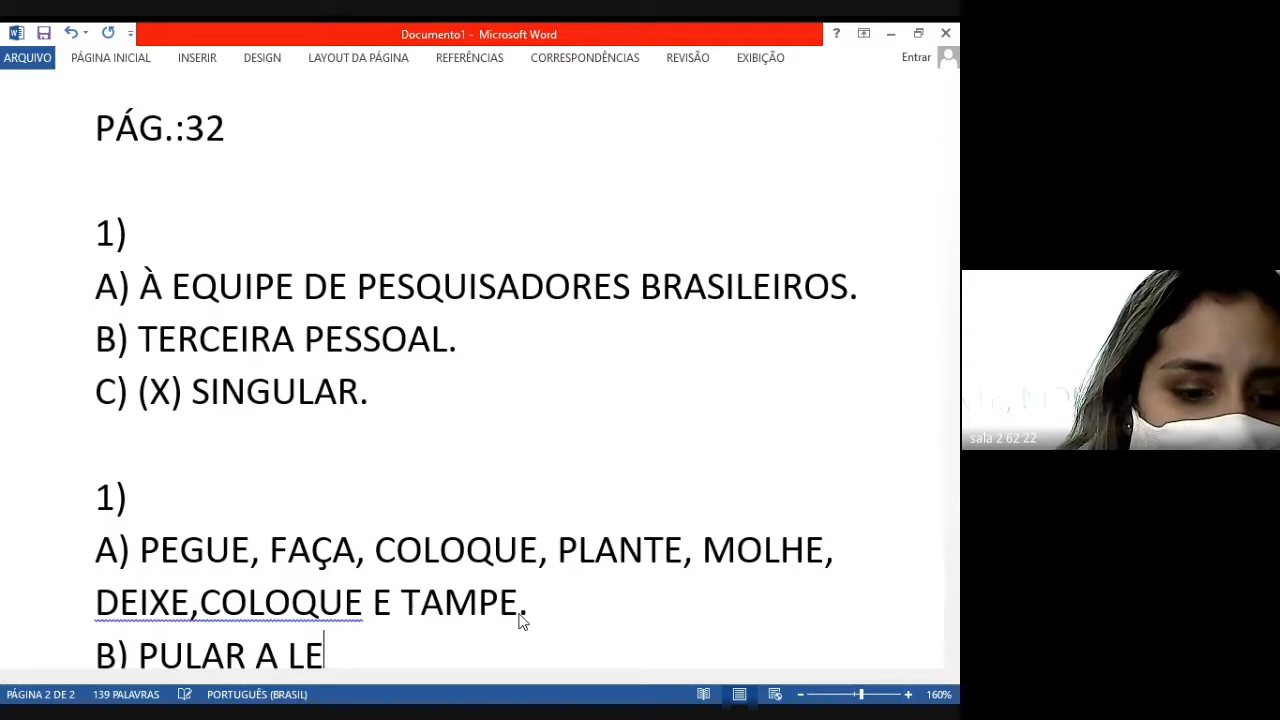 Documento1 - Microsoft Word
?
ARQUIVO PÁGINA INICIAL INSERIR DESIGN LAYOUT DA PÁGINA REFERÊNCIAS CORRESPONDÊNCIAS REVISÃO EXIBIÇÃO Entrar
PÁG.:32
1)
A) À EQUIPE DE PESQUISADORES BRASILEIROS.
B) TERCEIRA PESSOAL.
C) (X) SINGULAR.
1)
A) PEGUE, FAÇA, COLOQUE, PLANTE, MOLHE,
DEIXE,COLOQUE E TAMPE.
B) PULAR A LE
PÁGINA 2 DE 2 139 PALAVRAS PORTUGUÊS (BRASIL) 160%
sala 2 62 22